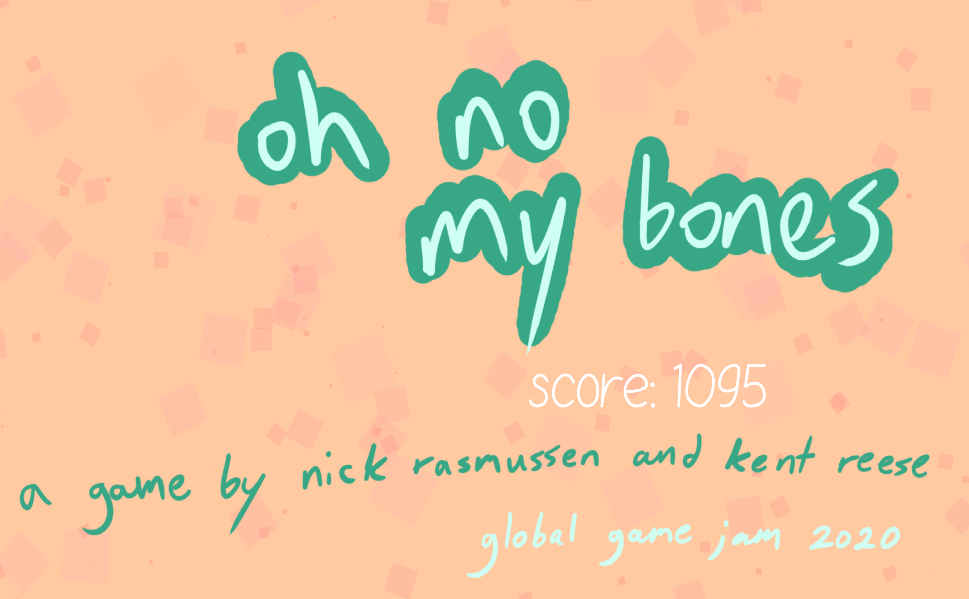 oh no
my bones
score: 1095
a game by nick rasmussen and kent reese
global game jam 2020